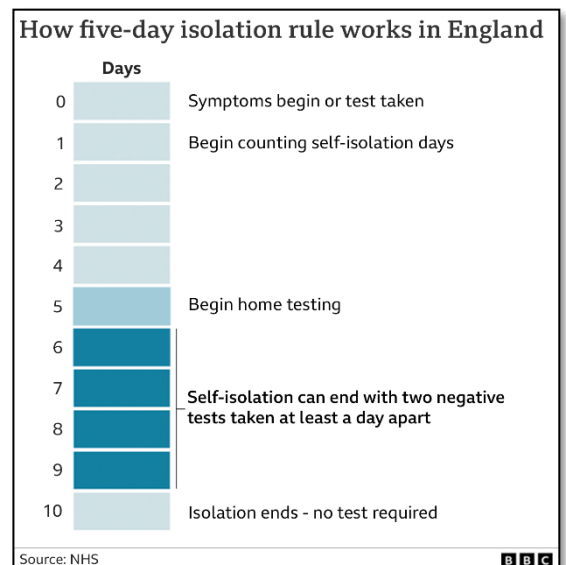 How five-day isolation rule works in England
Days
0 Symptoms begin or test taken
1 Begin counting self-isolation days
2
3
4
5 Begin home testing
6
7
Self-isolation can end with two negative
tests taken at least a day apart
8
9
10 Isolation ends - no test required
Source: NHS BBC